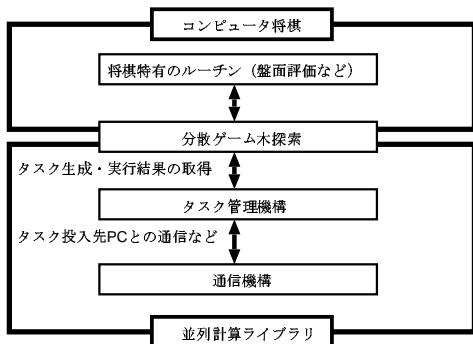 コンピュータ将棋
将棋特有のルーチン（盤面評価など）
分散ゲーム木探索
タスク生成・実行結果の取得
タスク管理機構
タスク投入先PCとの通信など
通信機構
並列計算ライブラリ